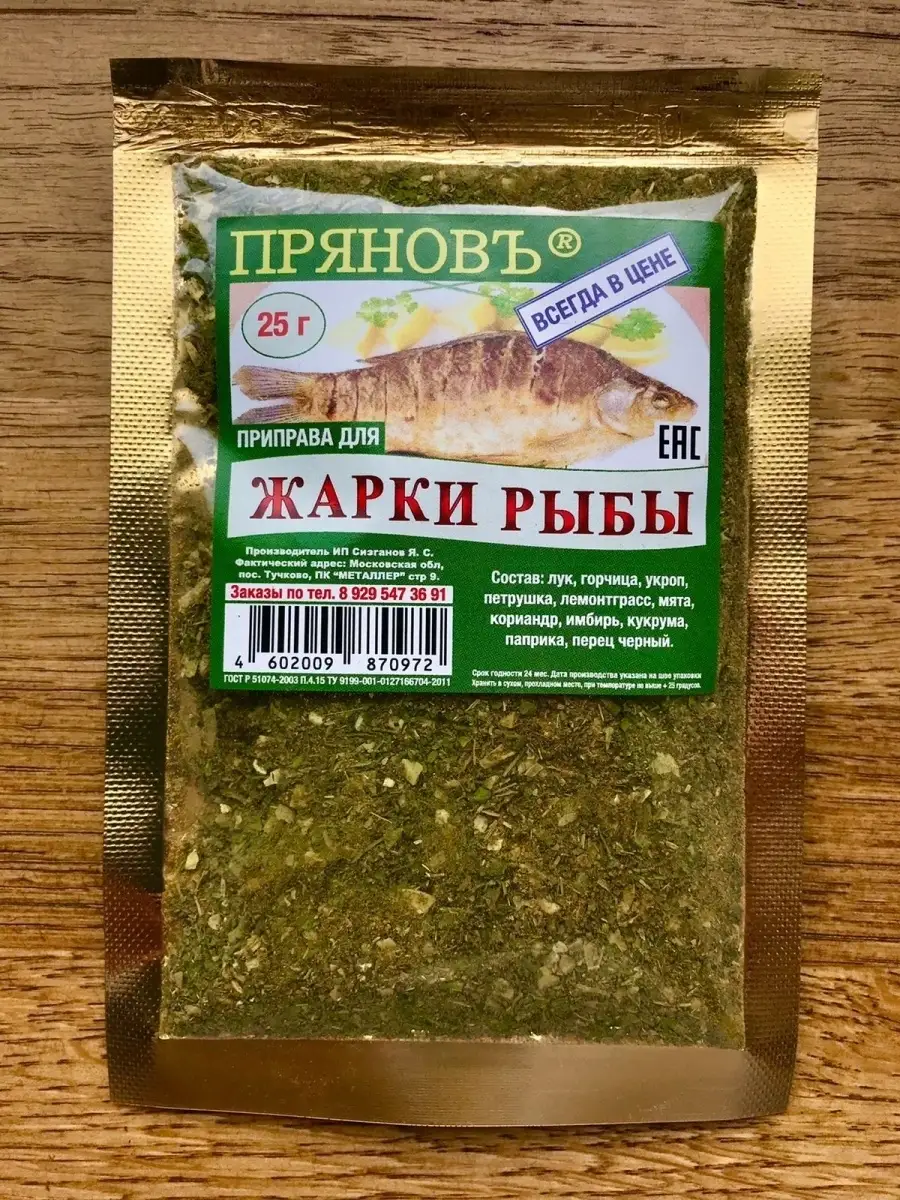 ПРЯНОВЪ®
ВСЕГДА В ЦЕНЕ
25 г
ПРИПРАВА ДЛЯ
EAC
ЖАРКИ РЫБЫ
Производитель ИП Сизганов Я. С.
Фактический адрес: Московская обл,
пос. Тучково, ПК "МЕТАЛЛЕР" стр 9.
Заказы по тел. 8 929 547 36 91
4 602009 870972
ГОСТ Р 51074-2003 П.4.15 ТУ 9199-001-0127166704-2011
Состав: лук, горчица, укроп,
петрушка, лемонтграсс, мята,
кориандр, имбирь, кукрума,
паприка, перец черный.
Срок годности 24 мес. Дата производства указана на шве упаковки
Хранить в сухом, прохладном месте, при температуре не выше + 25 градусов.